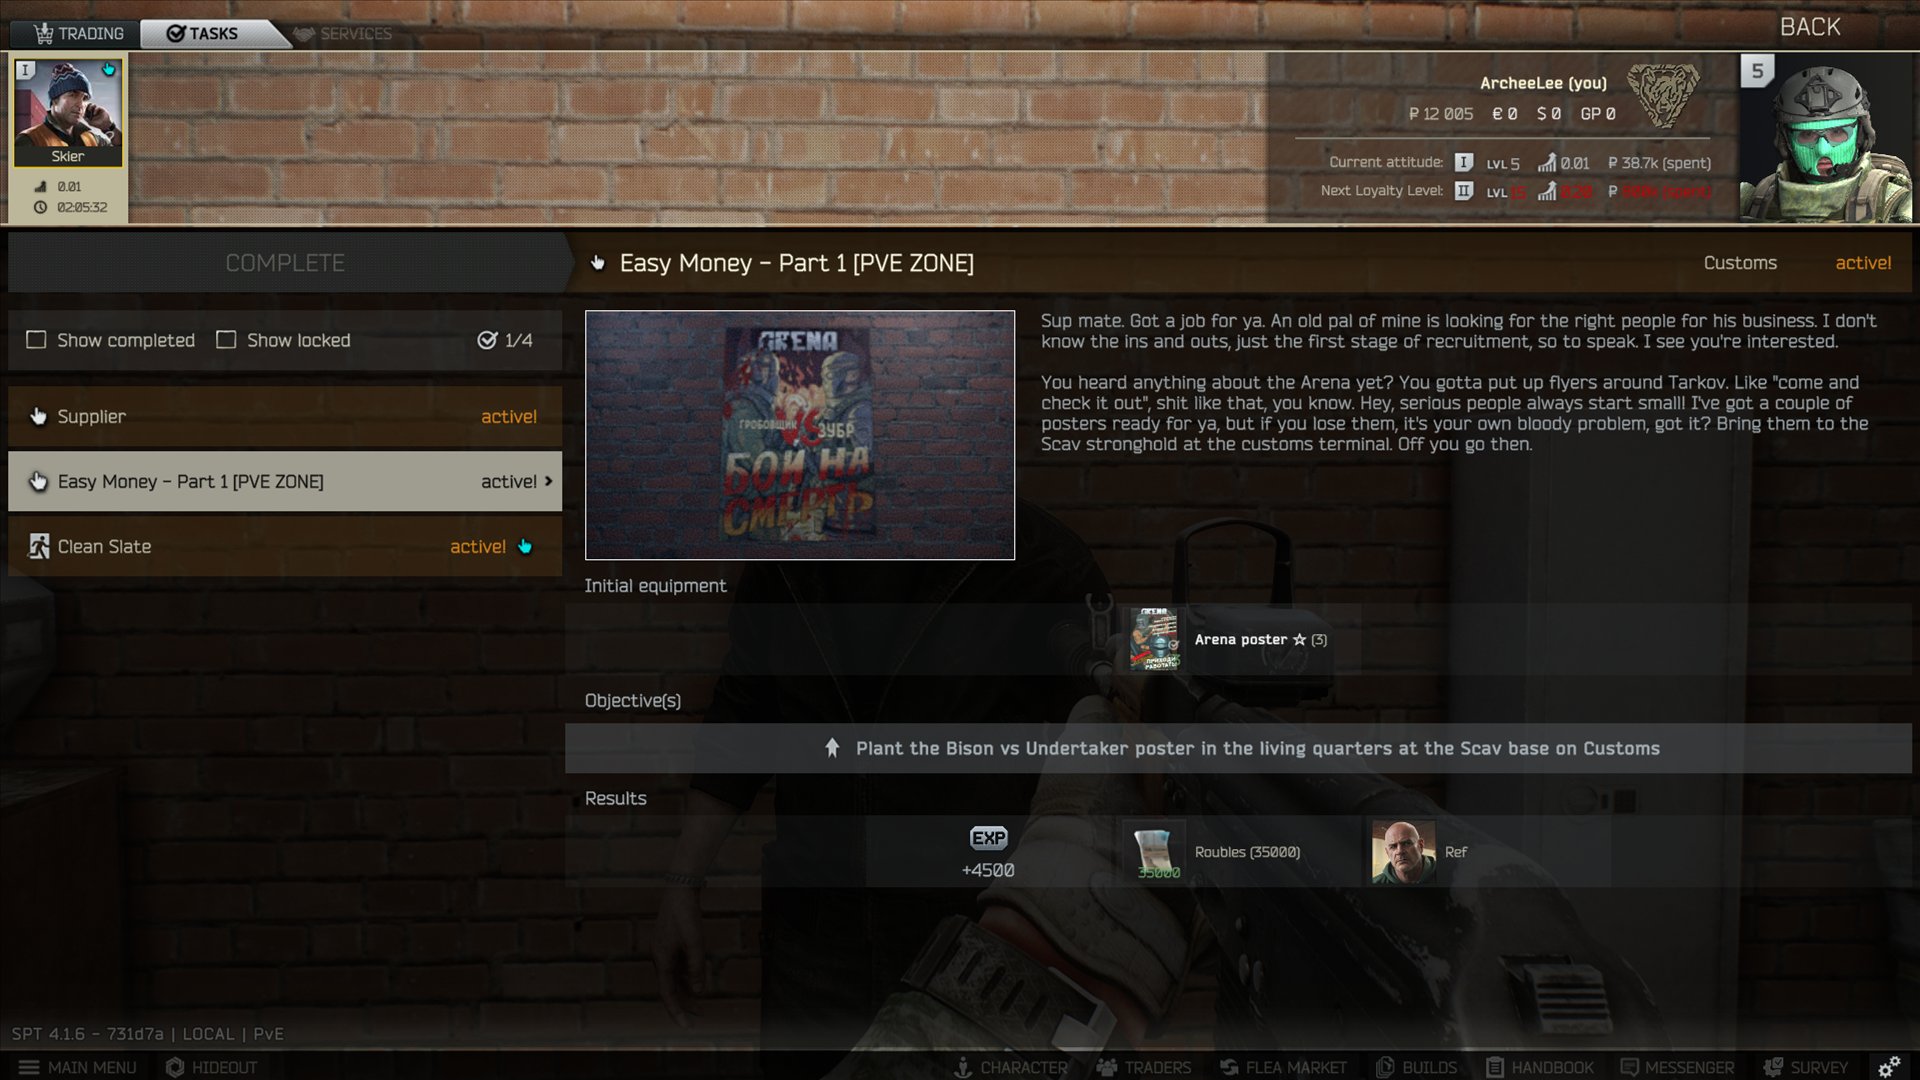 TRADING
TASKS
SERVICES
BACK
I
Skier
0.01
02:05:32
ArcheeLee (you)
₽ 12 005 € 0 $ 0 GP 0
5
Current attitude: I LVL 5 0.01 ₽ 38.7k (spent)
Next Loyalty Level: II LVL 15 0.20 ₽
COMPLETE
Easy Money – Part 1 [PVE ZONE]
Customs
active!
Show completed
Show locked
1/4
Supplier active!
Easy Money – Part 1 [PVE ZONE] active!
Clean Slate active!
ARENA
VS
ГРОБОВЩИК
ЗУБР
БОЙ НА
СМЕРТЬ
Sup mate. Got a job for ya. An old pal of mine is looking for the right people for his business. I don't
know the ins and outs, just the first stage of recruitment, so to speak. I see you're interested.
You heard anything about the Arena yet? You gotta put up flyers around Tarkov. Like "come and
check it out", shit like that, you know. Hey, serious people always start small! I've got a couple of
posters ready for ya, but if you lose them, it's your own bloody problem, got it? Bring them to the
Scav stronghold at the customs terminal. Off you go then.
Initial equipment
ARENA
ПРИХОДИ
РАБОТАТЬ
Arena poster ☆ (3)
Objective(s)
Plant the Bison vs Undertaker poster in the living quarters at the Scav base on Customs
Results
EXP
+4500
35000
Roubles (35000)
Ref
SPT 4.1.6 – 731d7a | LOCAL | PvE
MAIN MENU
HIDEOUT
CHARACTER
TRADERS
FLEA MARKET
BUILDS
HANDBOOK
MESSENGER
SURVEY